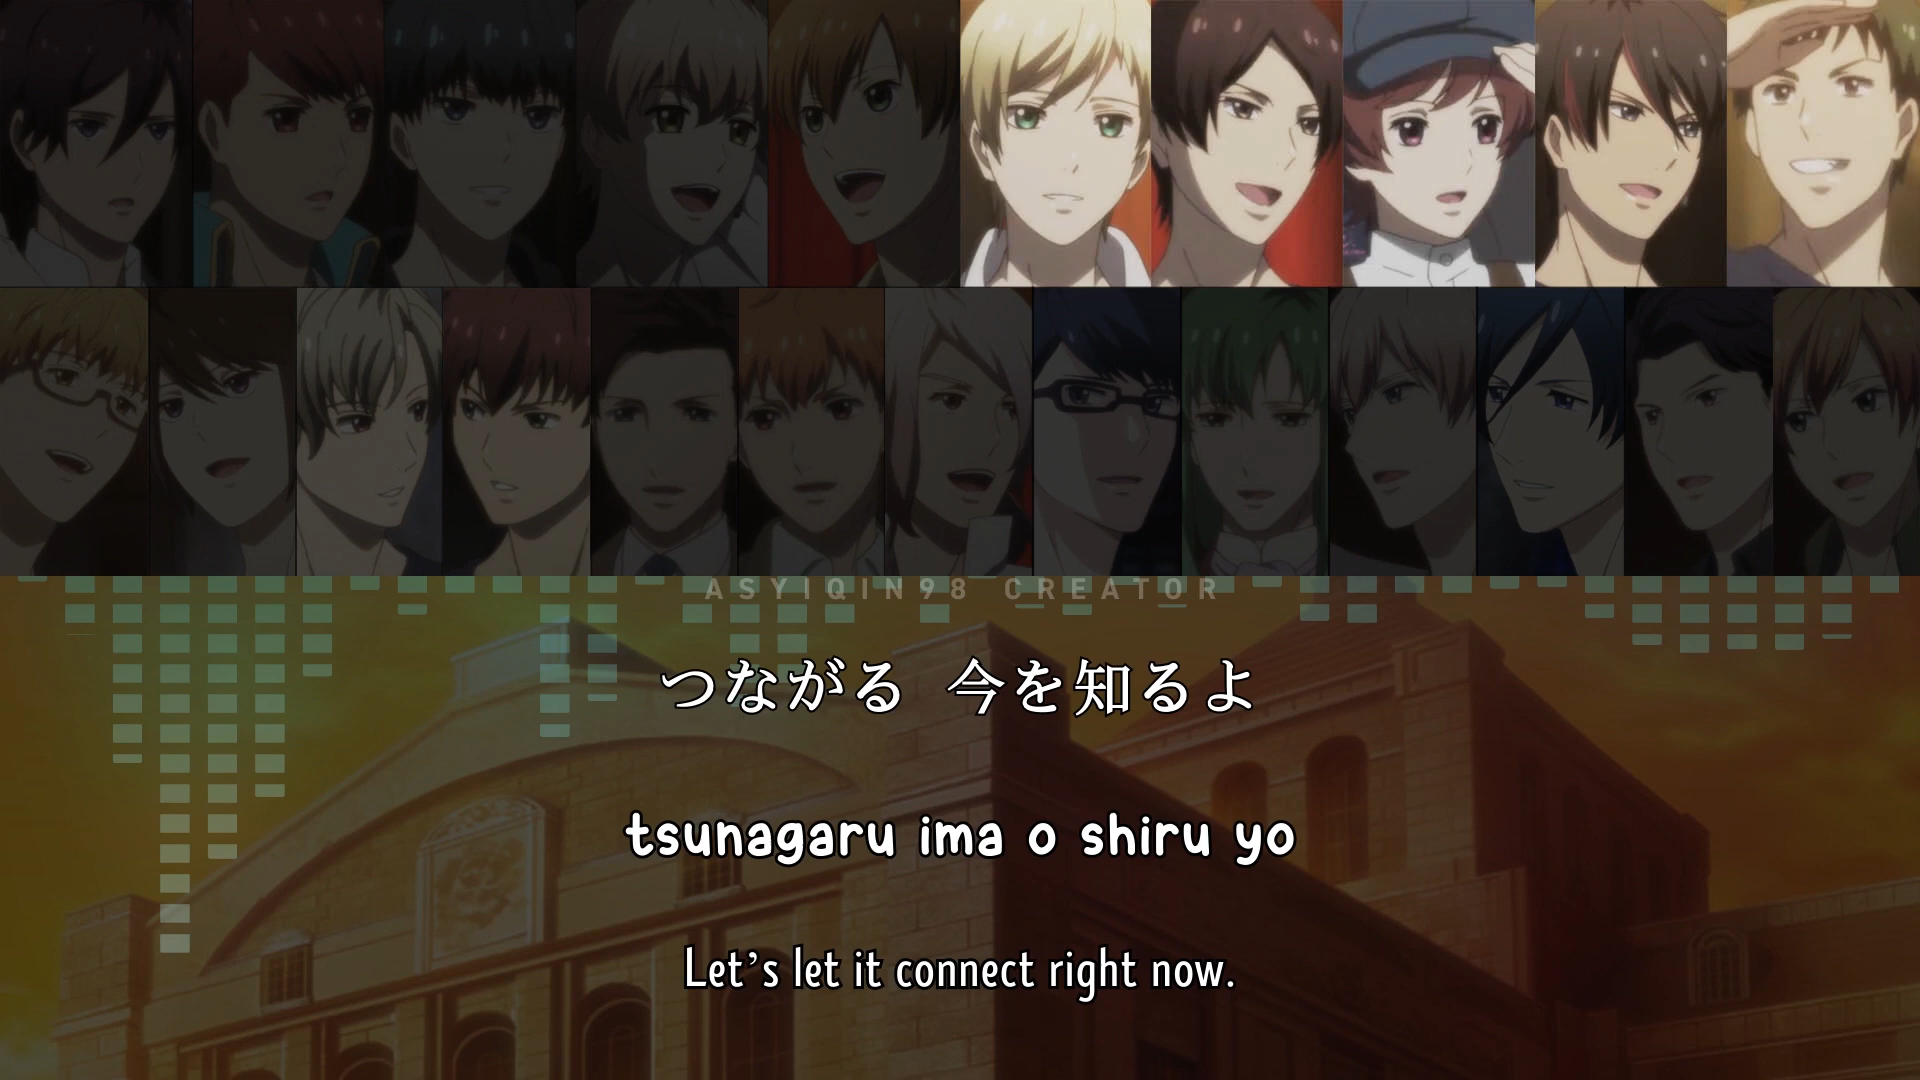 ASYIQIN98 CREATOR
つながる 今を知るよ
tsunagaru ima o shiru yo
Let's let it connect right now.